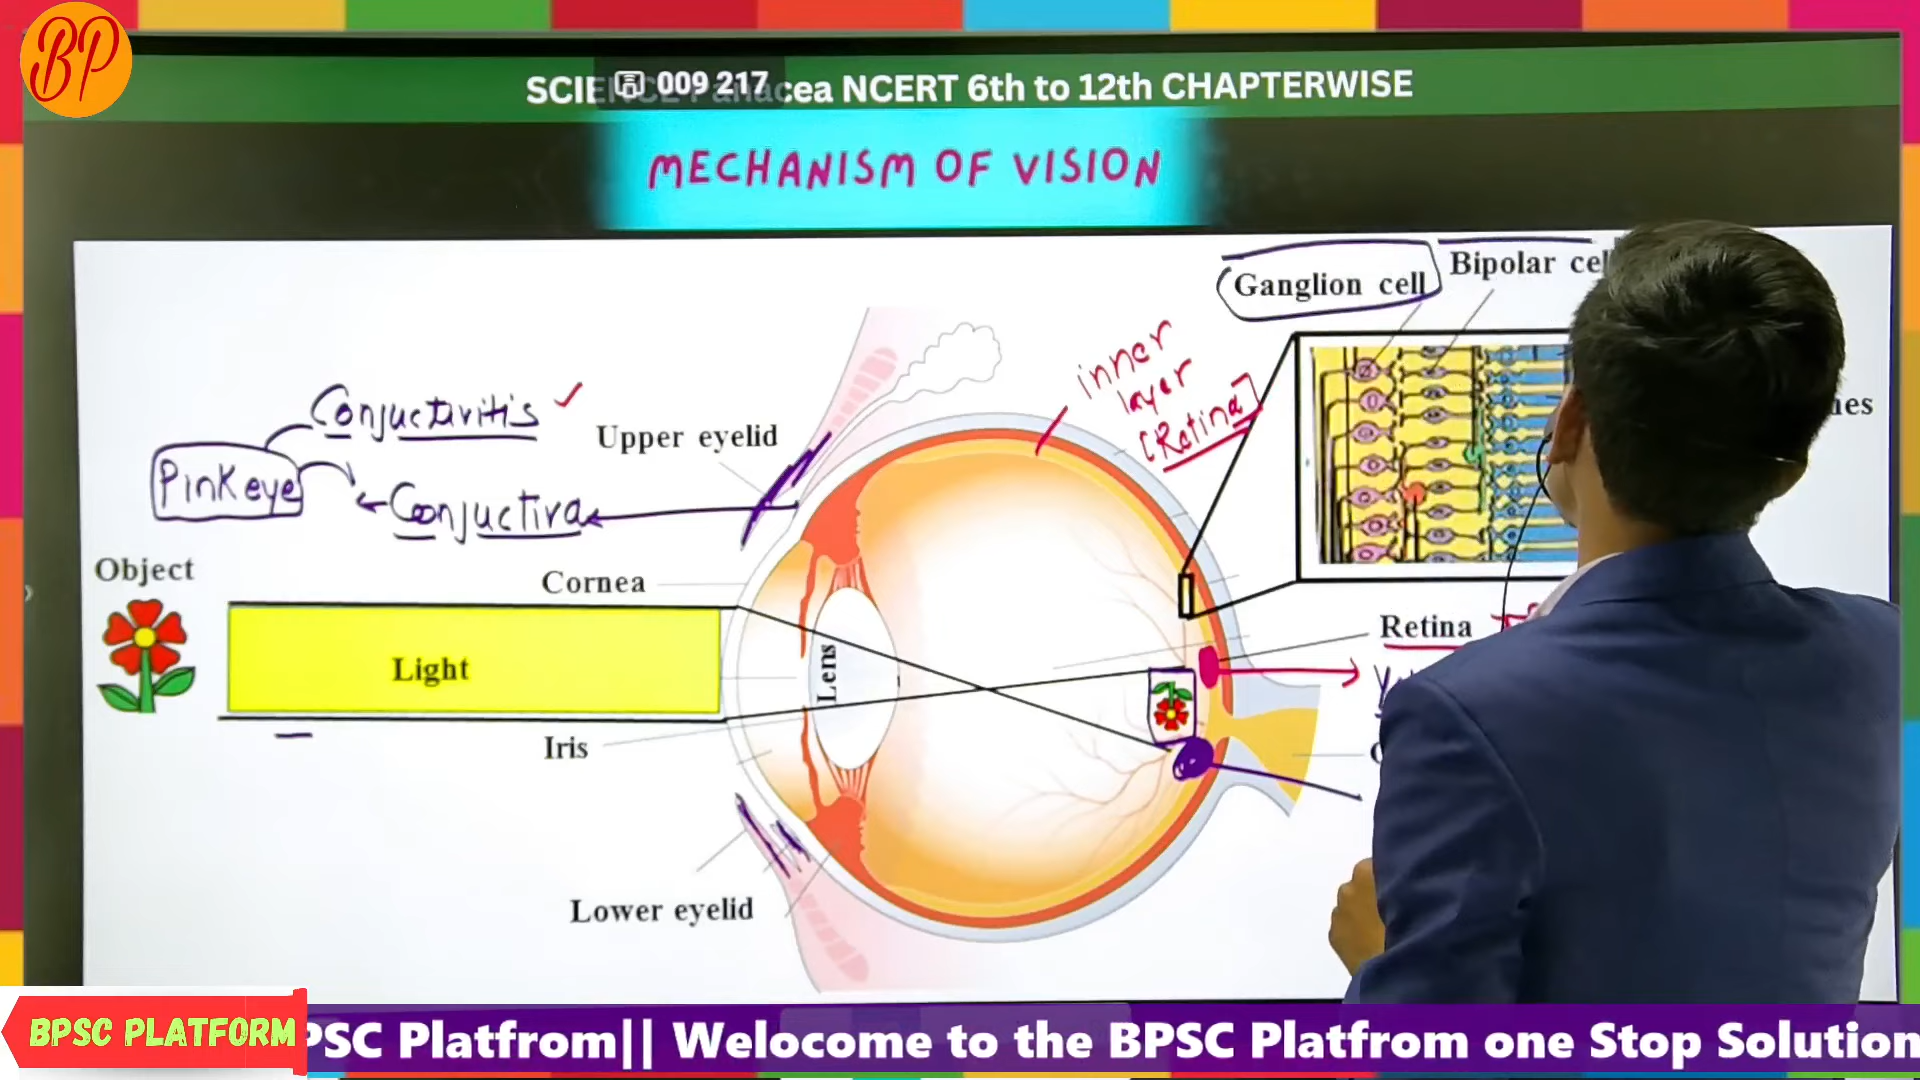 BP
SCIE 009 217 cea NCERT 6th to 12th CHAPTERWISE
MECHANISM OF VISION
Ganglion cell
Bipolar cel
inner
layer
[Retina]
Conjuctivitis
Upper eyelid
Pinkeye
Conjuctiva
Object
Cornea
Light
Lens
Retina
Iris
Lower eyelid
BPSC PLATFORM
PSC Platfrom|| Welocome to the BPSC Platfrom one Stop Solution